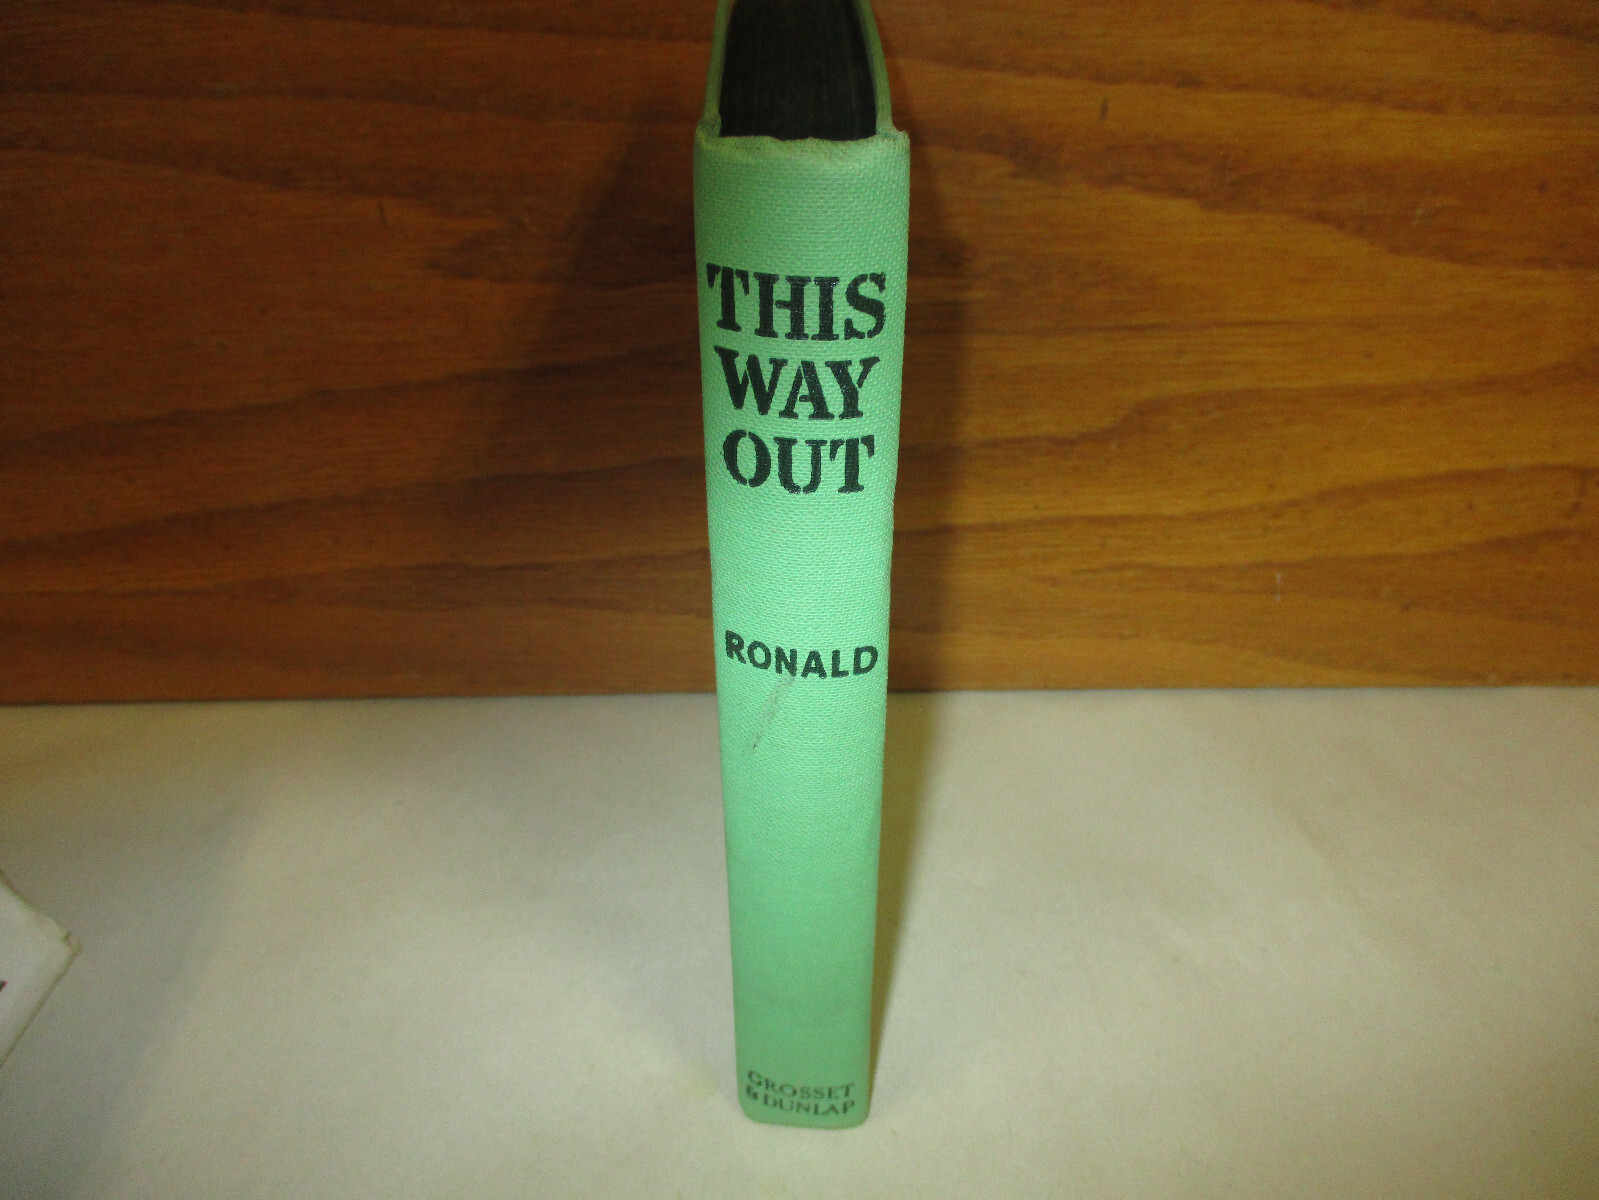 THIS
WAY
OUT
RONALD
GROSSET
& DUNLAP